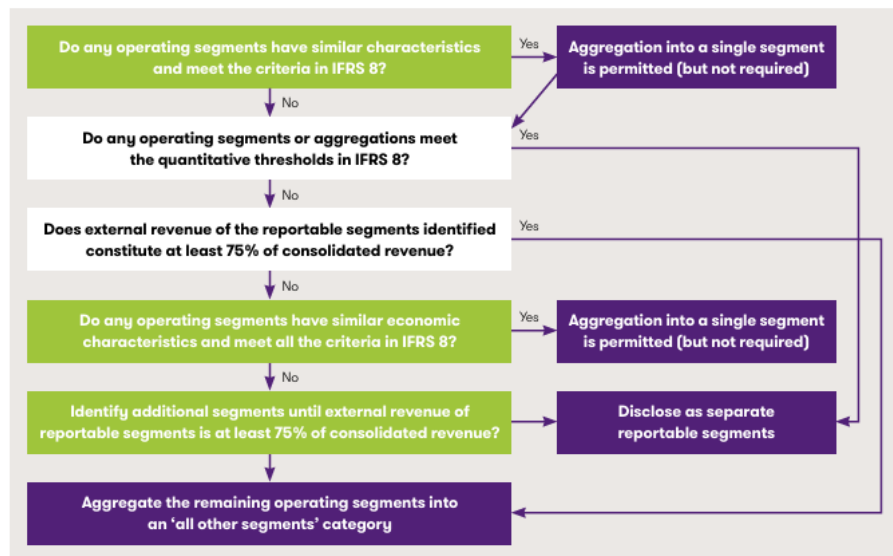 Do any operating segments have similar characteristics
and meet the criteria in IFRS 8?
Yes
Aggregation into a single segment
is permitted (but not required)
No
Do any operating segments or aggregations meet
the quantitative thresholds in IFRS 8?
Yes
No
Does external revenue of the reportable segments identified
constitute at least 75% of consolidated revenue?
Yes
No
Do any operating segments have similar economic
characteristics and meet all the criteria in IFRS 8?
Yes
Aggregation into a single segment
is permitted (but not required)
No
Identify additional segments until external revenue of
reportable segments is at least 75% of consolidated revenue?
Disclose as separate
reportable segments
Aggregate the remaining operating segments into
an ‘all other segments’ category